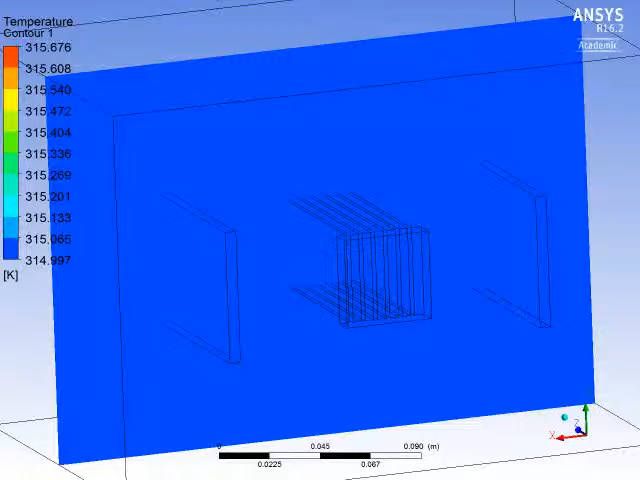 Temperature
Contour 1
315.676
315.608
315.540
315.472
315.404
315.336
315.269
315.201
315.133
315.065
314.997
[K]
ANSYS
R16.2
Academic
0 0.045 0.090 (m)
0.0225 0.067
X Z